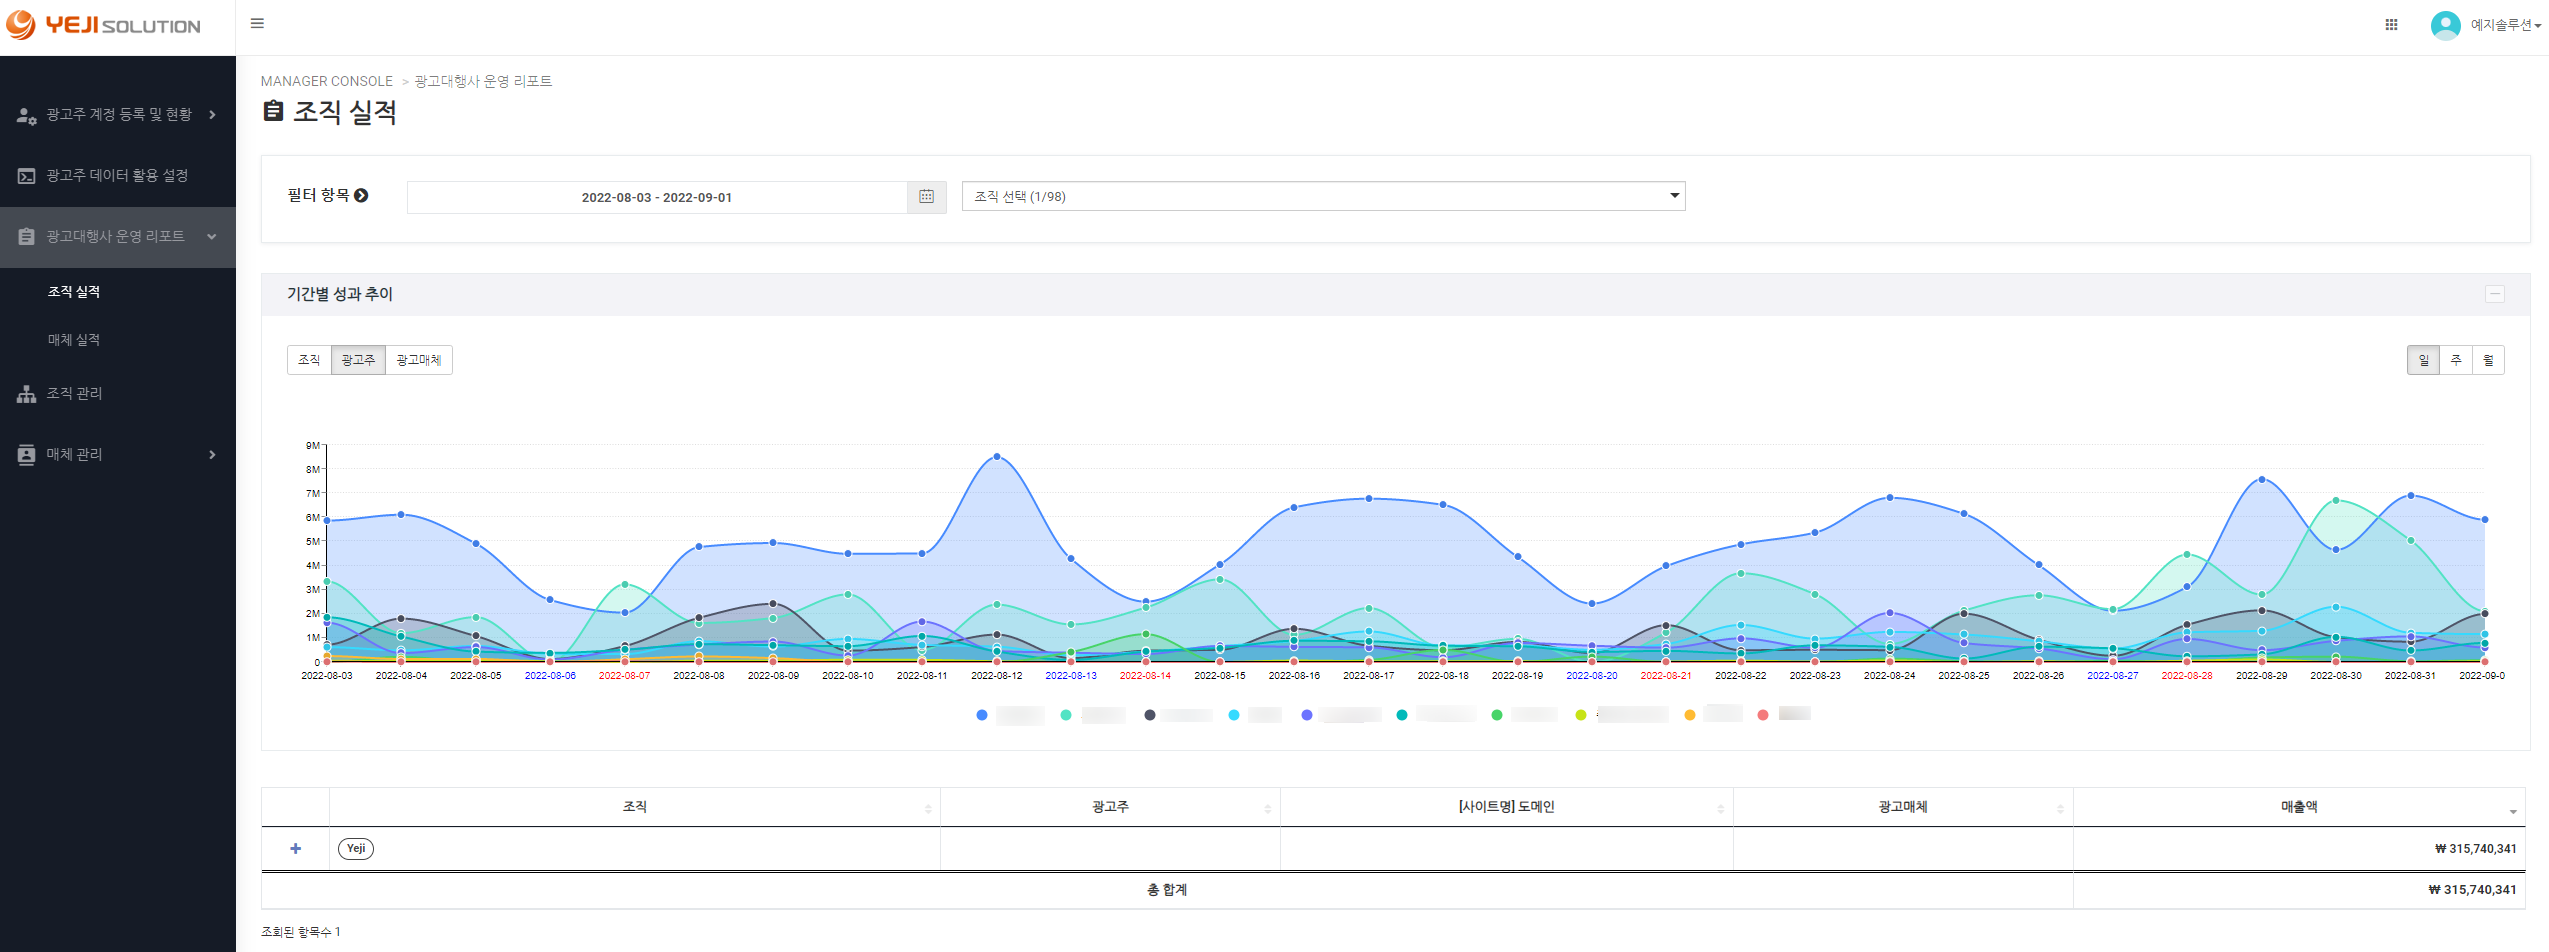 YEJI SOLUTION
예지솔루션
광고주 계정 등록 및 현황
광고주 데이터 활용 설정
광고대행사 운영 리포트
조직 실적
매체 실적
조직 관리
매체 관리
MANAGER CONSOLE > 광고대행사 운영 리포트
조직 실적
필터 항목
2022-08-03 - 2022-09-01
조직 선택 (1/98)
기간별 성과 추이
조직 광고주 광고매체
일 주 월
9M
8M
7M
6M
5M
4M
3M
2M
1M
0
2022-08-03 2022-08-04 2022-08-05 2022-08-06 2022-08-07 2022-08-08 2022-08-09 2022-08-10 2022-08-11 2022-08-12 2022-08-13 2022-08-14 2022-08-15 2022-08-16 2022-08-17 2022-08-18 2022-08-19 2022-08-20 2022-08-21 2022-08-22 2022-08-23 2022-08-24 2022-08-25 2022-08-26 2022-08-27 2022-08-28 2022-08-29 2022-08-30 2022-08-31 2022-09-0
조직 광고주 [사이트명] 도메인 광고매체 매출액
Yeji ₩ 315,740,341
총 합계 ₩ 315,740,341
조회된 항목수 1